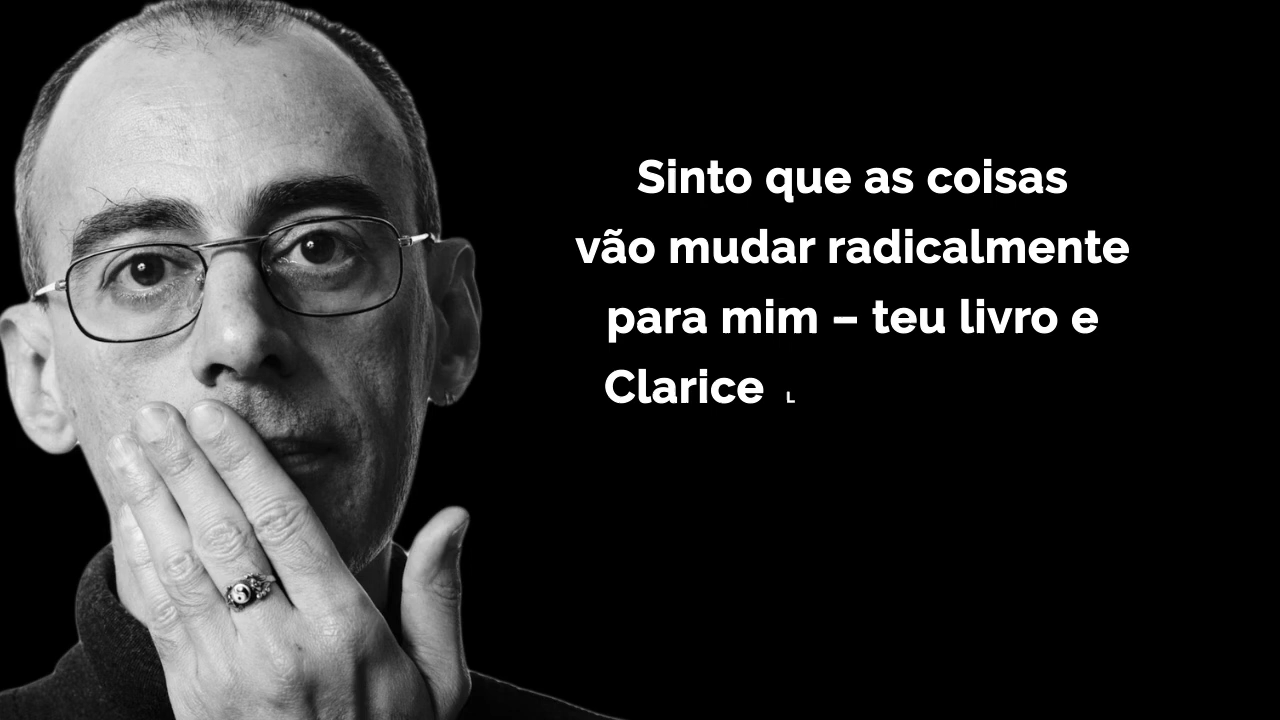 Sinto que as coisas
vão mudar radicalmente
para mim – teu livro e
Clarice L